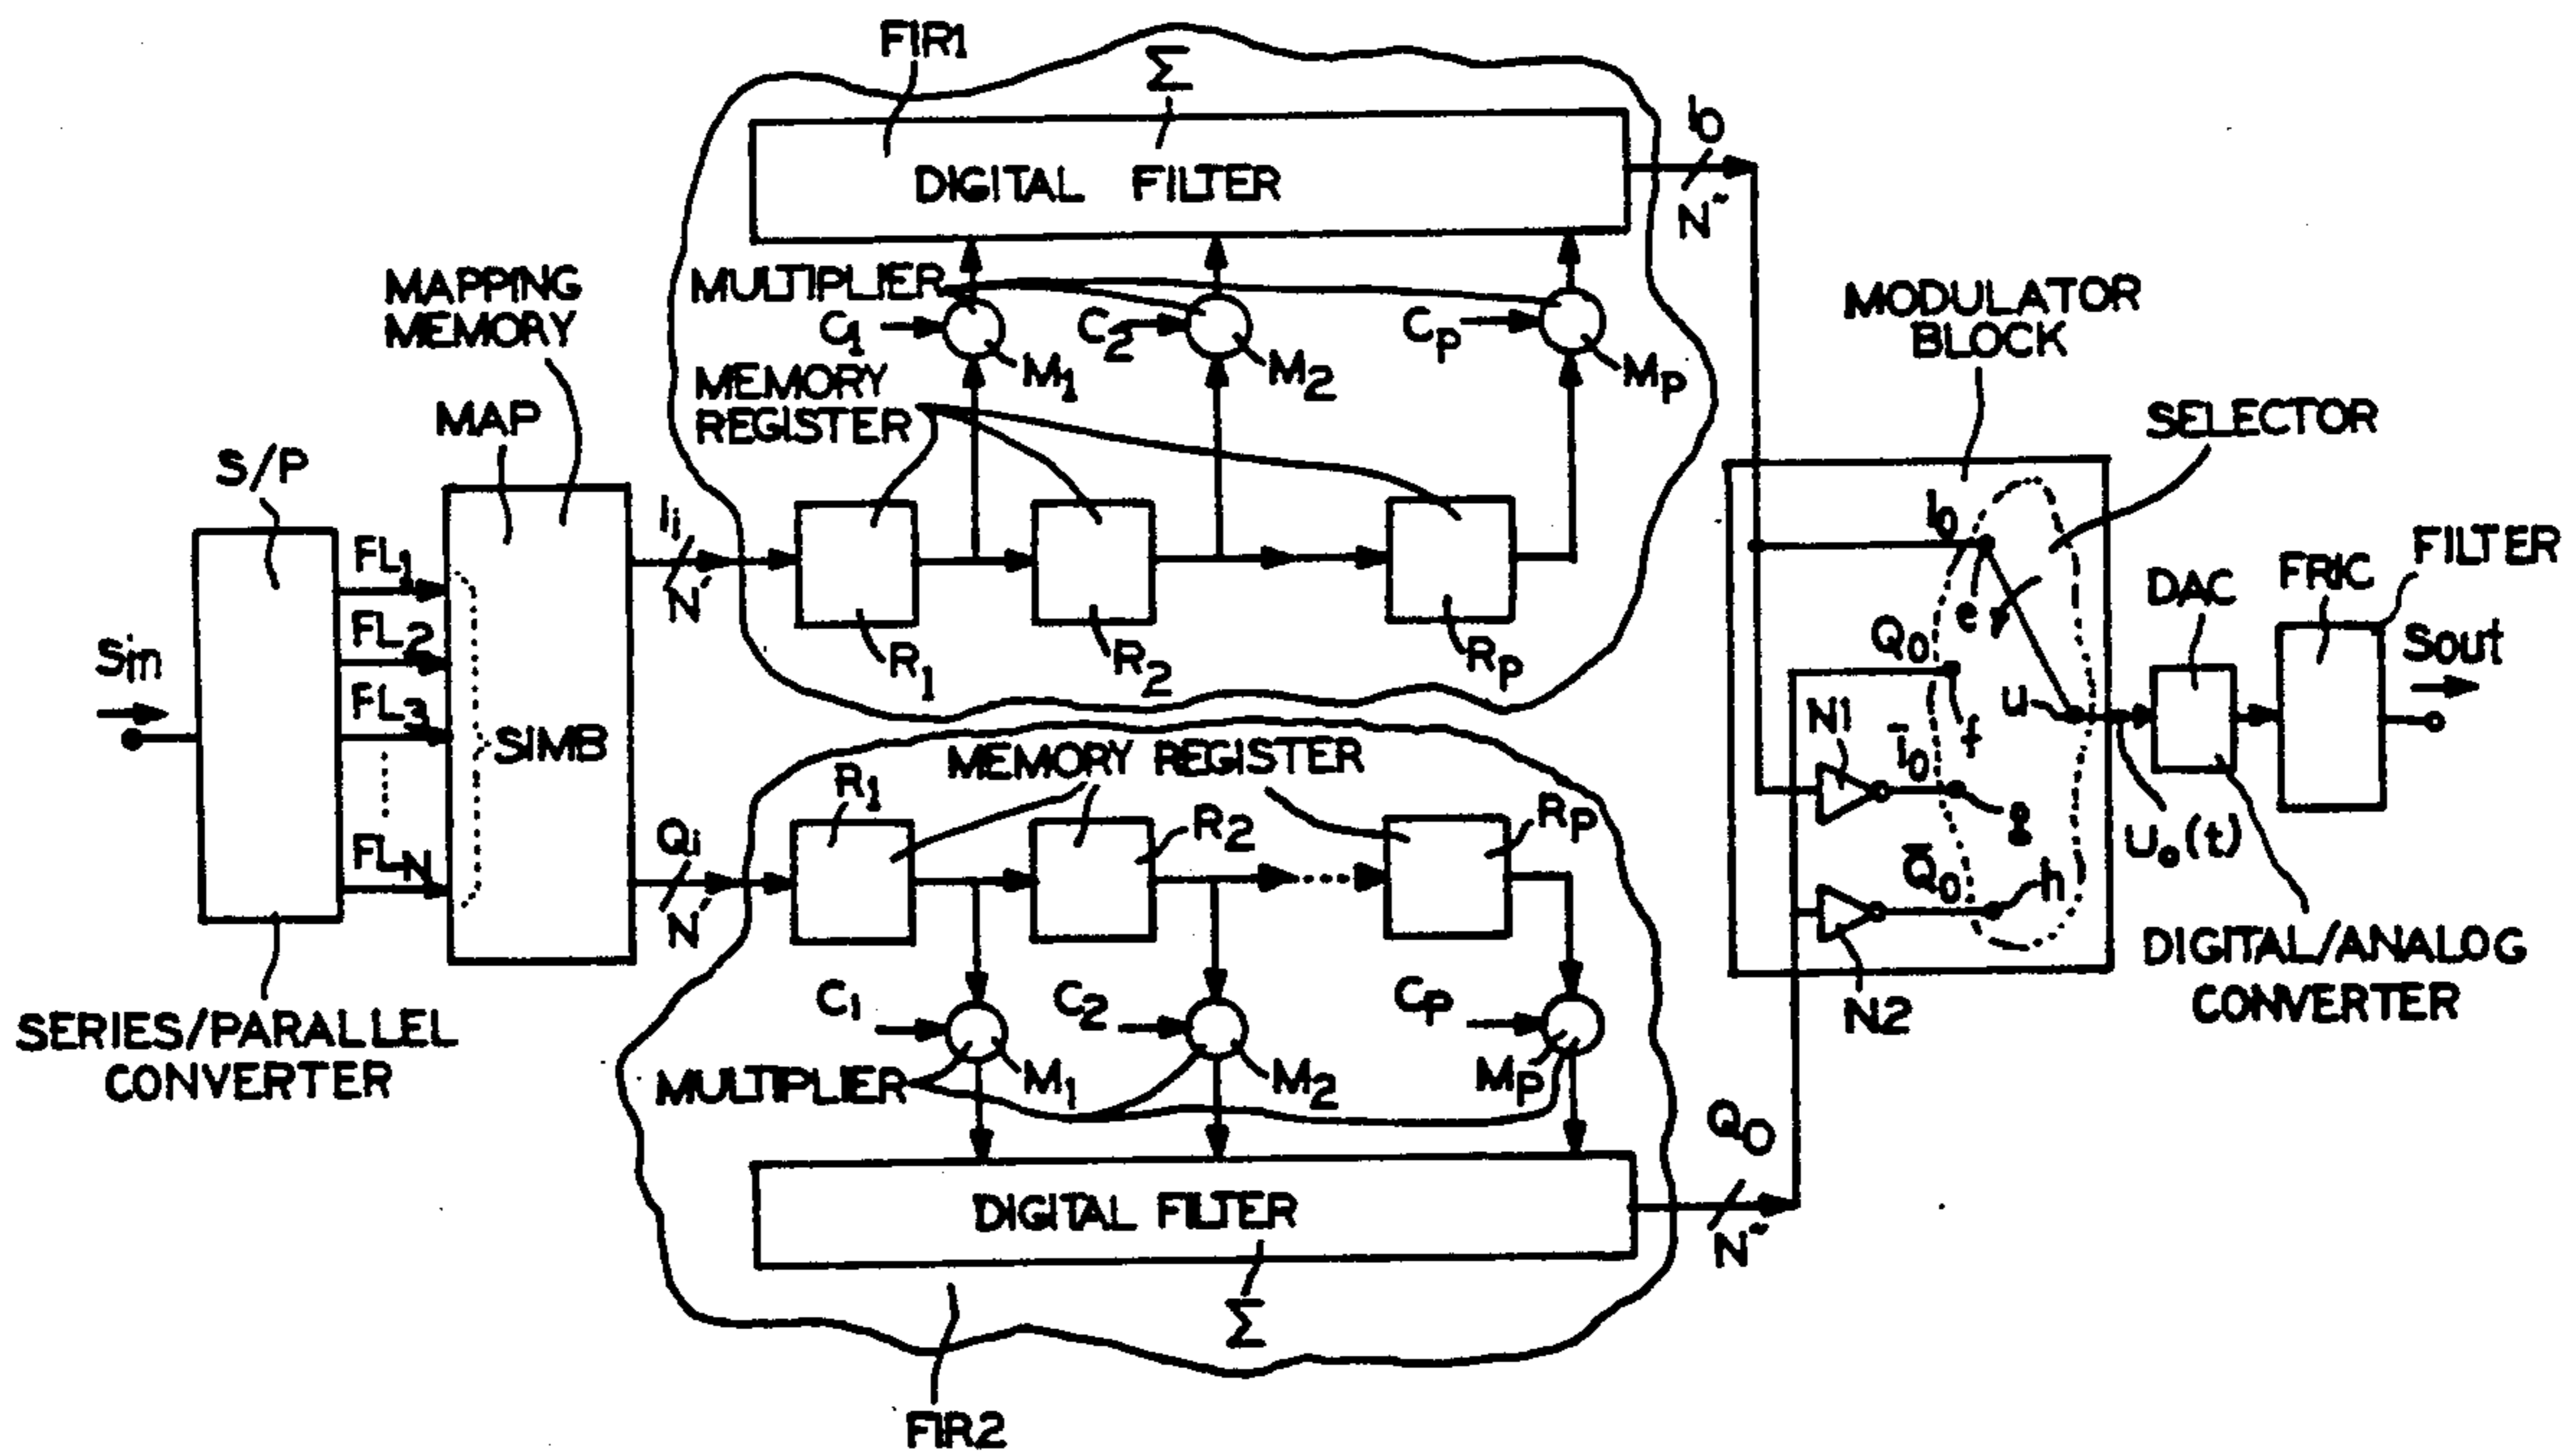 FIR1
Σ
DIGITAL FILTER
I0
N"
MULTIPLIER
C1
M1
C2
M2
CP
MP
MEMORY
REGISTER
MAPPING
MEMORY
MAP
S/P
FL1
FL2
FL3
FLN
Sin
SIMB
Ii
N'
R1
R2
RP
SERIES/PARALLEL
CONVERTER
Qi
N'
MEMORY REGISTER
R1
R2
RP
C1
C2
CP
MULTIPLIER
M1
M2
MP
DIGITAL FILTER
Σ
FIR2
Q0
N"
MODULATOR
BLOCK
SELECTOR
I0
e
Q0
f
u
N1
Ī0
g
Q̄0
h
N2
U0(t)
DAC
DIGITAL/ANALOG
CONVERTER
FRIC
FILTER
Sout